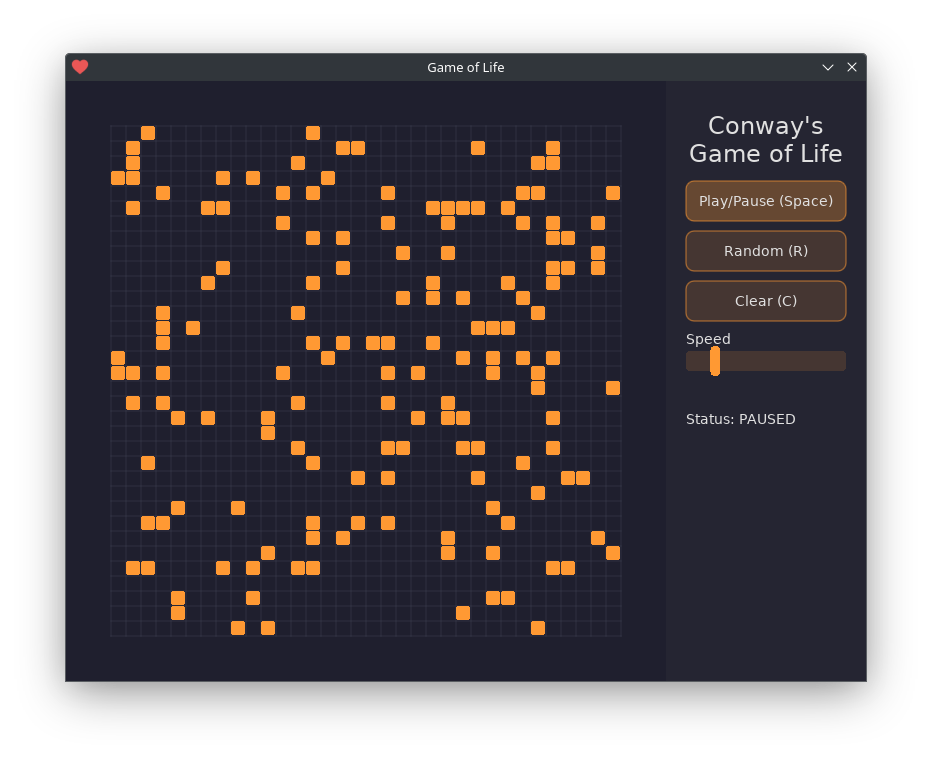 Game of Life
Conway's
Game of Life
Play/Pause (Space)
Random (R)
Clear (C)
Speed
Status: PAUSED